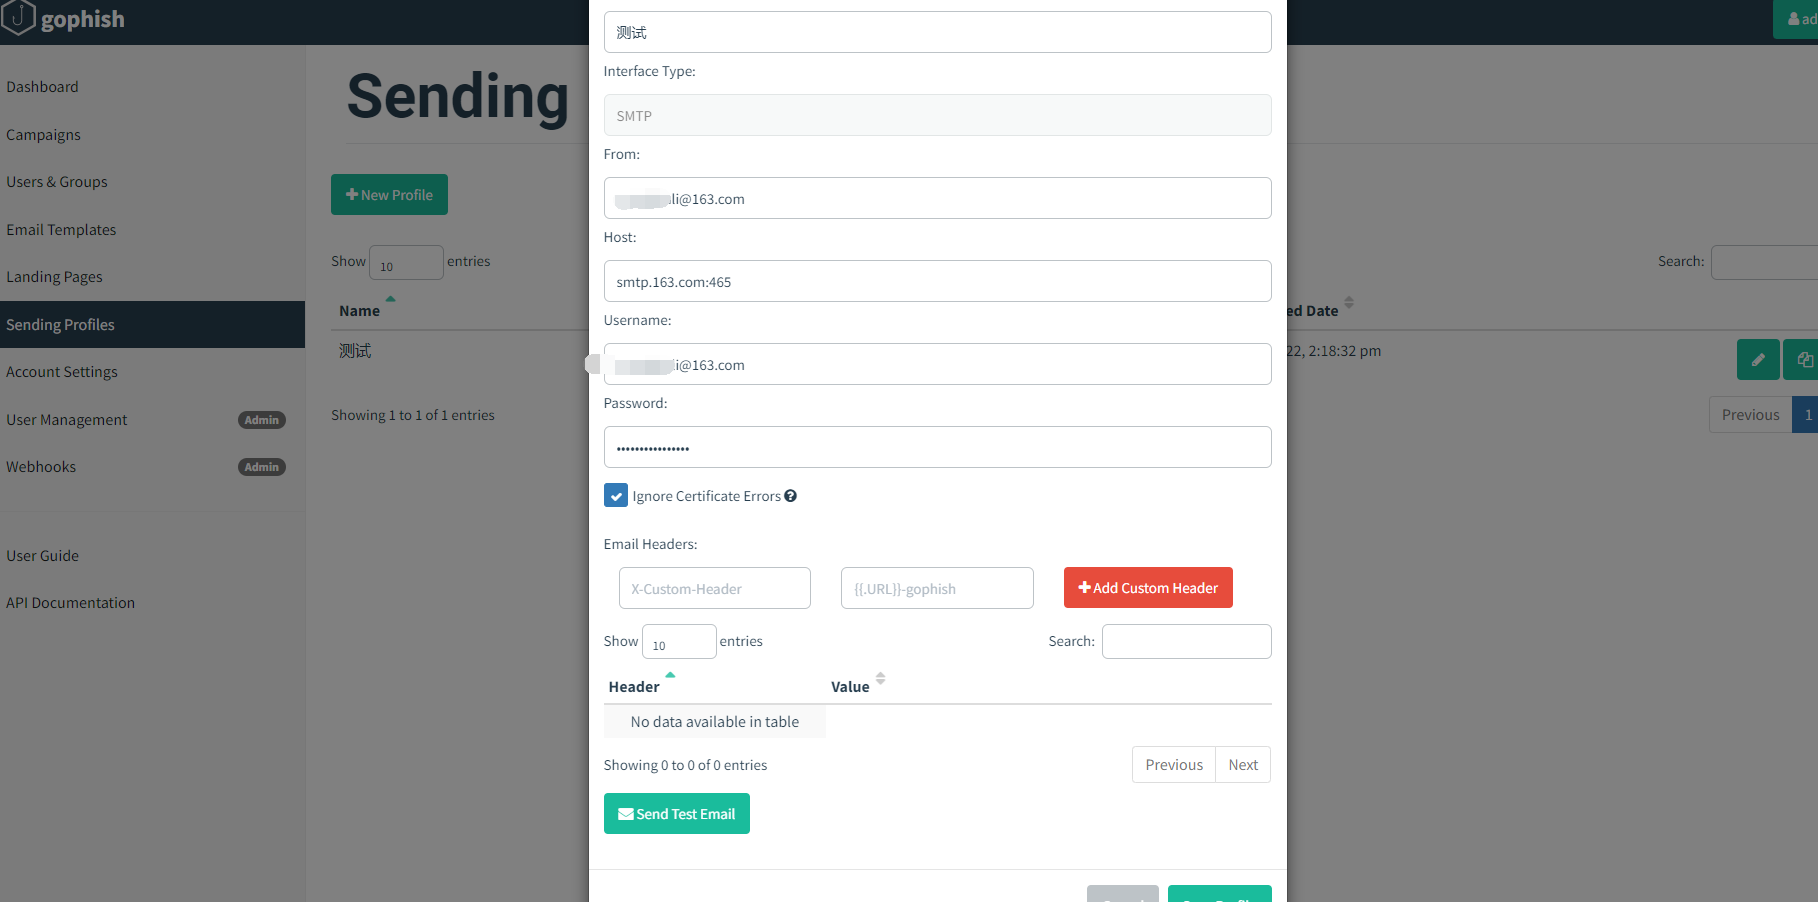 gophish
ad
Dashboard
Campaigns
Users & Groups
Email Templates
Landing Pages
Sending Profiles
Account Settings
User Management Admin
Webhooks Admin
User Guide
API Documentation
Sending
New Profile
Show 10 entries
Search:
Name
ed Date
测试
22, 2:18:32 pm
Showing 1 to 1 of 1 entries
Previous 1
测试
Interface Type:
SMTP
From:
li@163.com
Host:
smtp.163.com:465
Username:
i@163.com
Password:
••••••••••••••••
Ignore Certificate Errors
Email Headers:
X-Custom-Header
{{.URL}}-gophish
Add Custom Header
Show 10 entries
Search:
Header Value
No data available in table
Showing 0 to 0 of 0 entries
Previous Next
Send Test Email